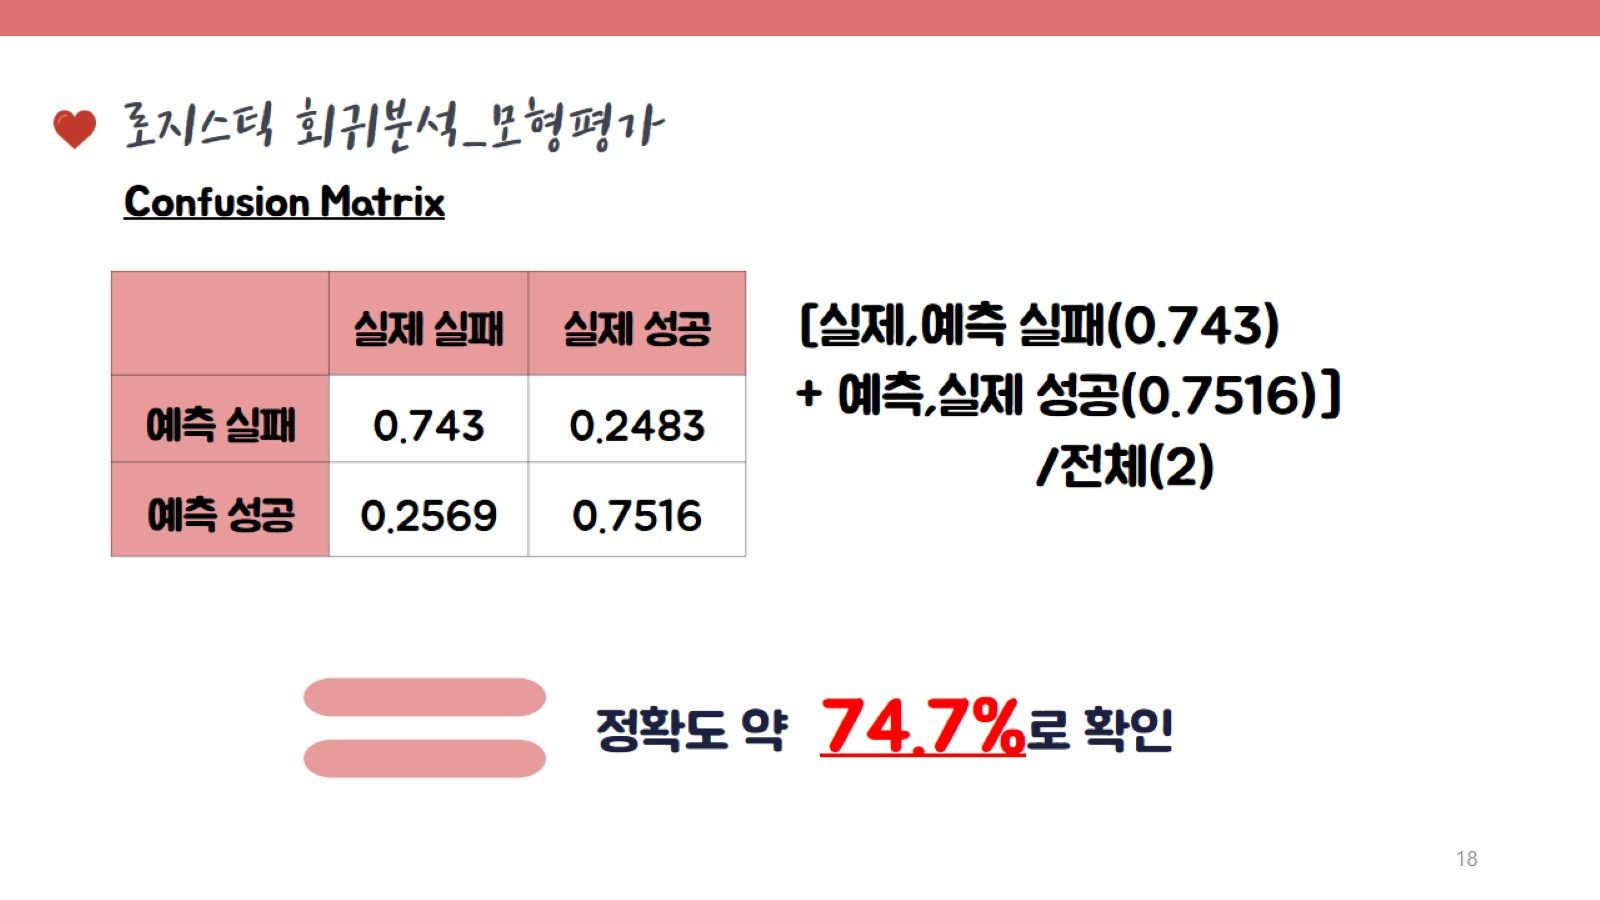 로지스틱 회귀분석_모형평가
Confusion Matrix
실제 실패 실제 성공
예측 실패 0.743 0.2483
예측 성공 0.2569 0.7516
[실제,예측 실패(0.743)
+ 예측,실제 성공(0.7516)]
/전체(2)
정확도 약 74.7%로 확인
18